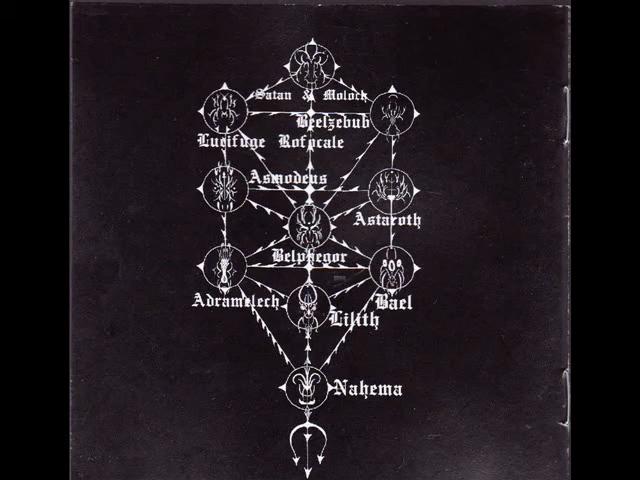 Satan & Moloch
Beelzebub
Lucifuge Rofocale
Asmodeus
Astaroth
Belphegor
Adramelech
Bael
Lilith
Nahema